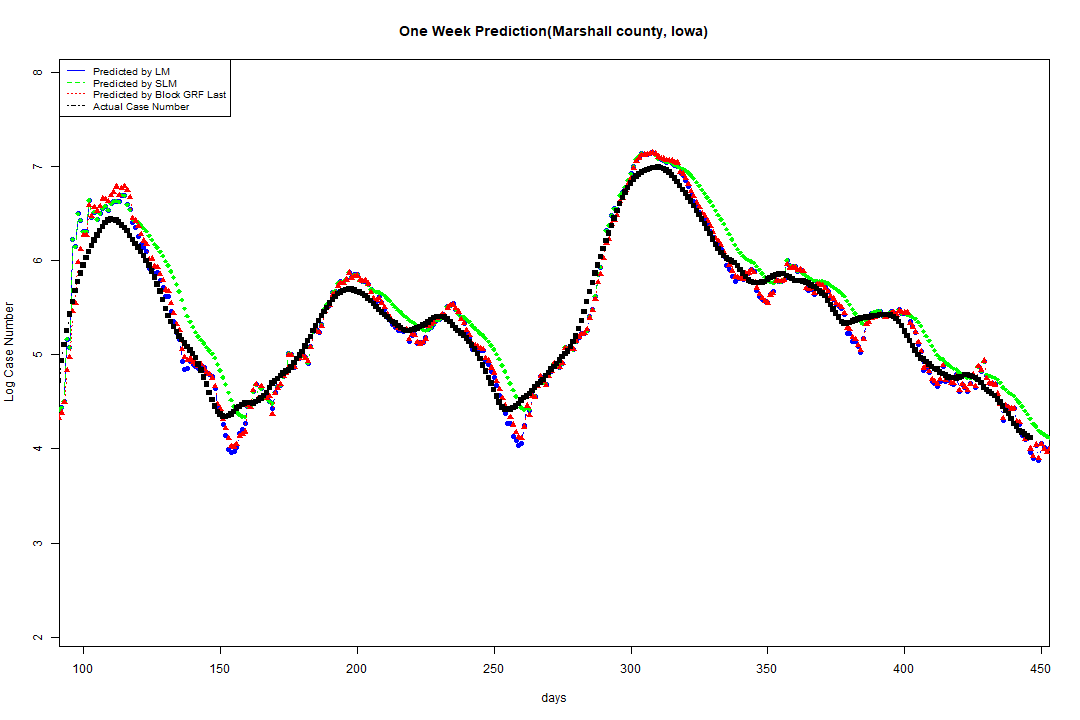 One Week Prediction(Marshall county, Iowa)
Predicted by LM
Predicted by SLM
Predicted by Block GRF Last
Actual Case Number
Log Case Number
8
7
6
5
4
3
2
100 150 200 250 300 350 400 450
days